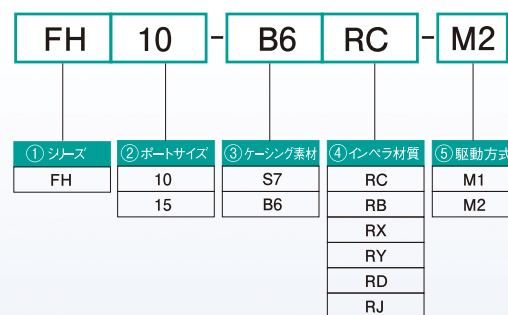 FH 10 - B6 RC - M2
①シリーズ ②ポートサイズ ③ケーシング素材 ④インペラ材質 ⑤駆動方式
FH 10 S7 RC M1
15 B6 RB M2
RX
RY
RD
RJ